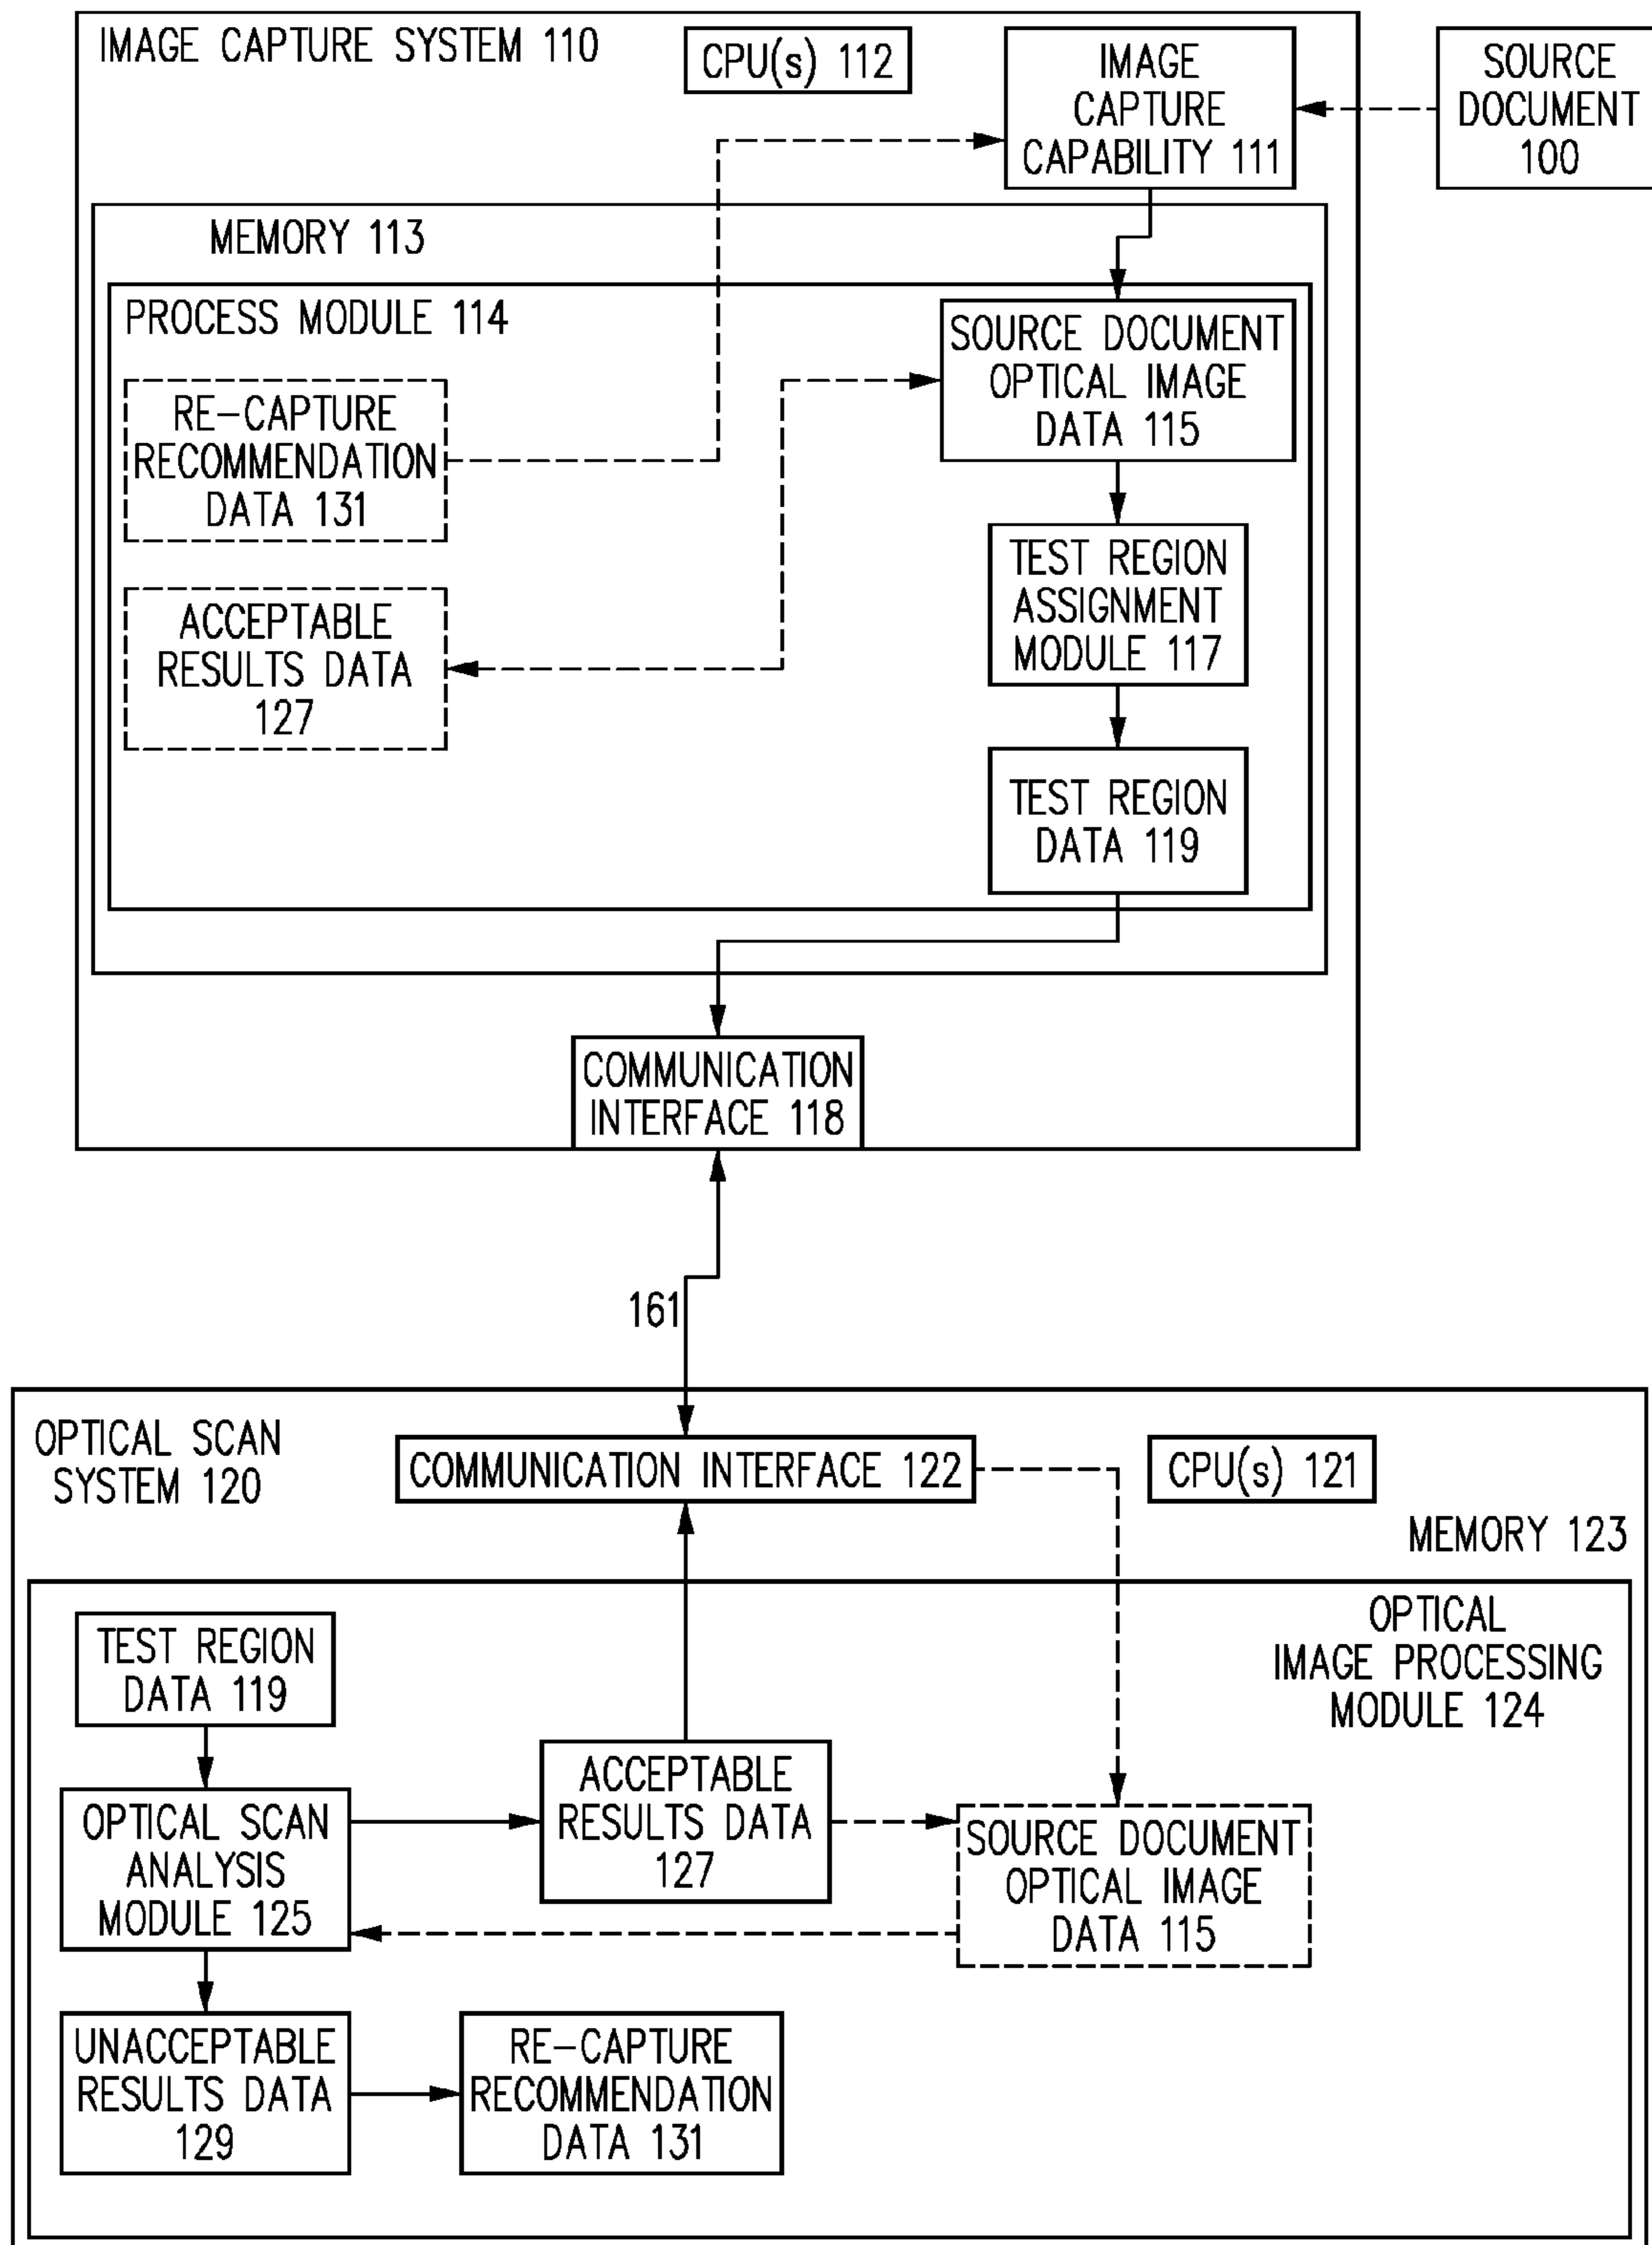 IMAGE CAPTURE SYSTEM 110
CPU(s) 112
IMAGE
CAPTURE
CAPABILITY 111
SOURCE
DOCUMENT
100
MEMORY 113
PROCESS MODULE 114
SOURCE DOCUMENT
OPTICAL IMAGE
DATA 115
RE-CAPTURE
RECOMMENDATION
DATA 131
TEST REGION
ASSIGNMENT
MODULE 117
ACCEPTABLE
RESULTS DATA
127
TEST REGION
DATA 119
COMMUNICATION
INTERFACE 118
161
OPTICAL SCAN
SYSTEM 120
COMMUNICATION INTERFACE 122
CPU(s) 121
MEMORY 123
OPTICAL
IMAGE PROCESSING
MODULE 124
TEST REGION
DATA 119
OPTICAL SCAN
ANALYSIS
MODULE 125
ACCEPTABLE
RESULTS DATA
127
SOURCE DOCUMENT
OPTICAL IMAGE
DATA 115
UNACCEPTABLE
RESULTS DATA
129
RE-CAPTURE
RECOMMENDATION
DATA 131